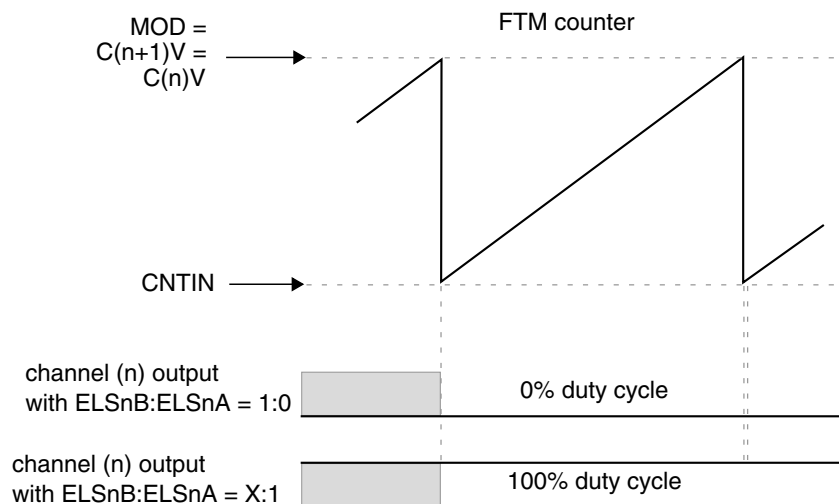 MOD =
C(n+1)V =
C(n)V
FTM counter
CNTIN
channel (n) output
with ELSnB:ELSnA = 1:0
0% duty cycle
channel (n) output
with ELSnB:ELSnA = X:1
100% duty cycle